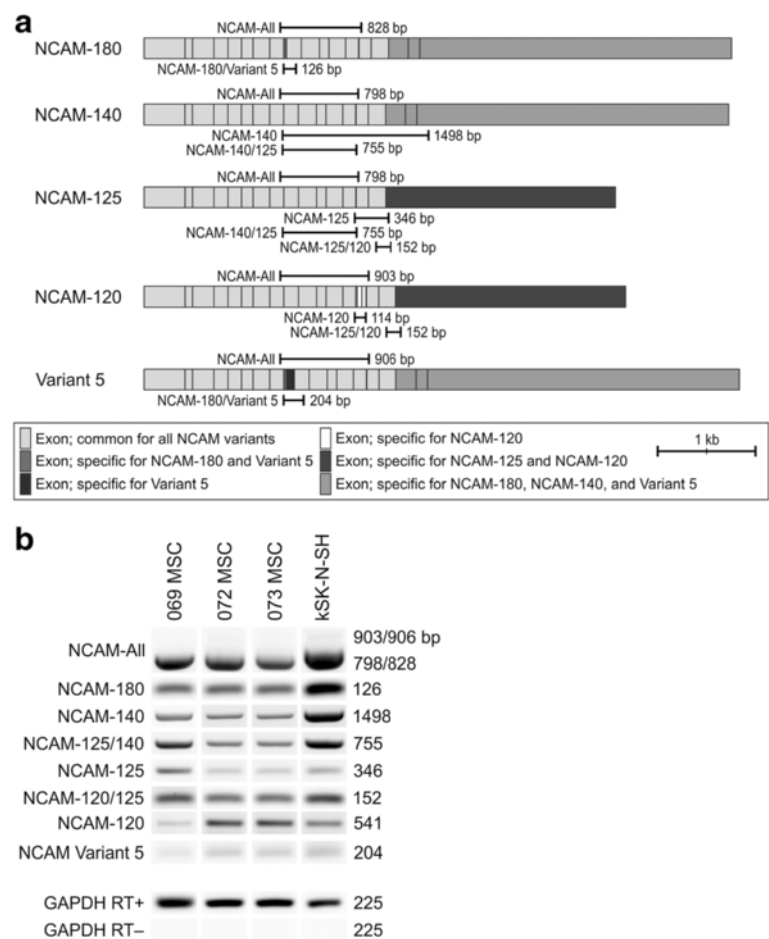 a
NCAM-All 828 bp
NCAM-180
NCAM-180/Variant 5 126 bp
NCAM-All 798 bp
NCAM-140
NCAM-140 1498 bp
NCAM-140/125 755 bp
NCAM-All 798 bp
NCAM-125
NCAM-125 346 bp
NCAM-140/125 755 bp
NCAM-125/120 152 bp
NCAM-All 903 bp
NCAM-120
NCAM-120 114 bp
NCAM-125/120 152 bp
NCAM-All 906 bp
Variant 5
NCAM-180/Variant 5 204 bp
Exon; common for all NCAM variants
Exon; specific for NCAM-180 and Variant 5
Exon; specific for Variant 5
Exon; specific for NCAM-120
Exon; specific for NCAM-125 and NCAM-120
Exon; specific for NCAM-180, NCAM-140, and Variant 5
1 kb
b
069 MSC
072 MSC
073 MSC
kSK-N-SH
903/906 bp
NCAM-All
798/828
NCAM-180 126
NCAM-140 1498
NCAM-125/140 755
NCAM-125 346
NCAM-120/125 152
NCAM-120 541
NCAM Variant 5 204
GAPDH RT+ 225
GAPDH RT– 225